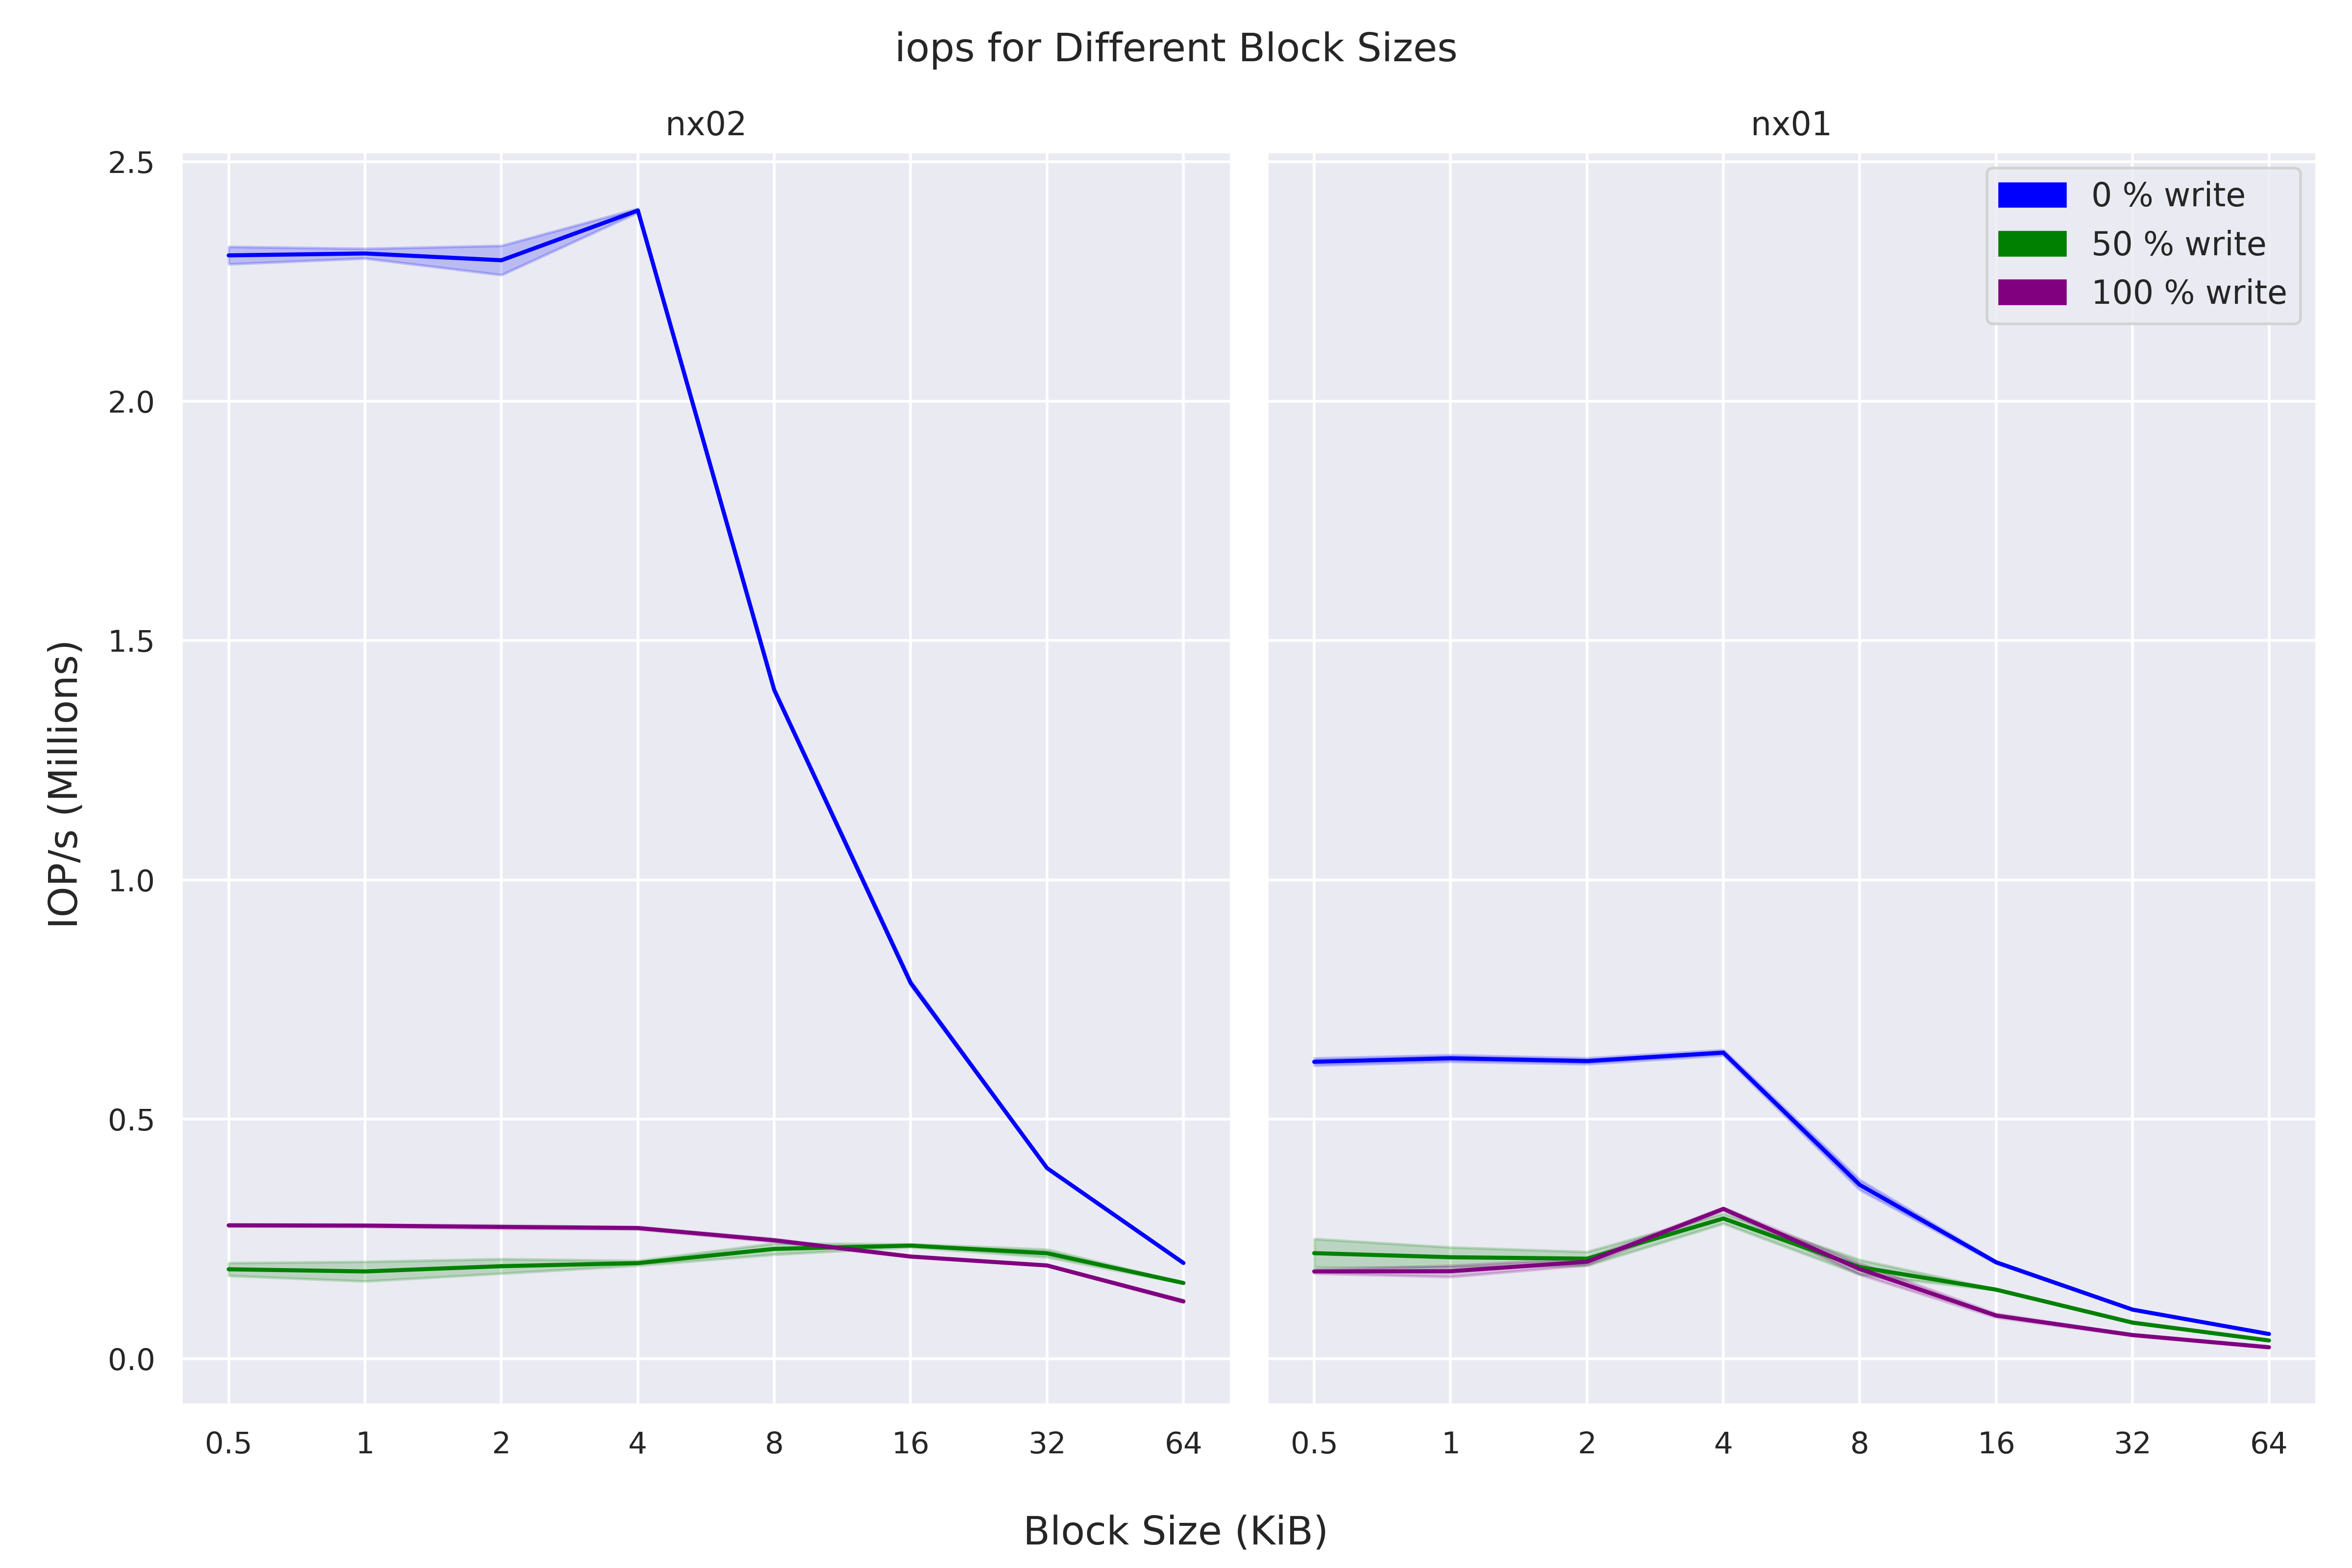 iops for Different Block Sizes
nx02
nx01
2.5
2.0
1.5
1.0
0.5
0.0
IOP/s (Millions)
0 % write
50 % write
100 % write
0.5 1 2 4 8 16 32 64
0.5 1 2 4 8 16 32 64
Block Size (KiB)